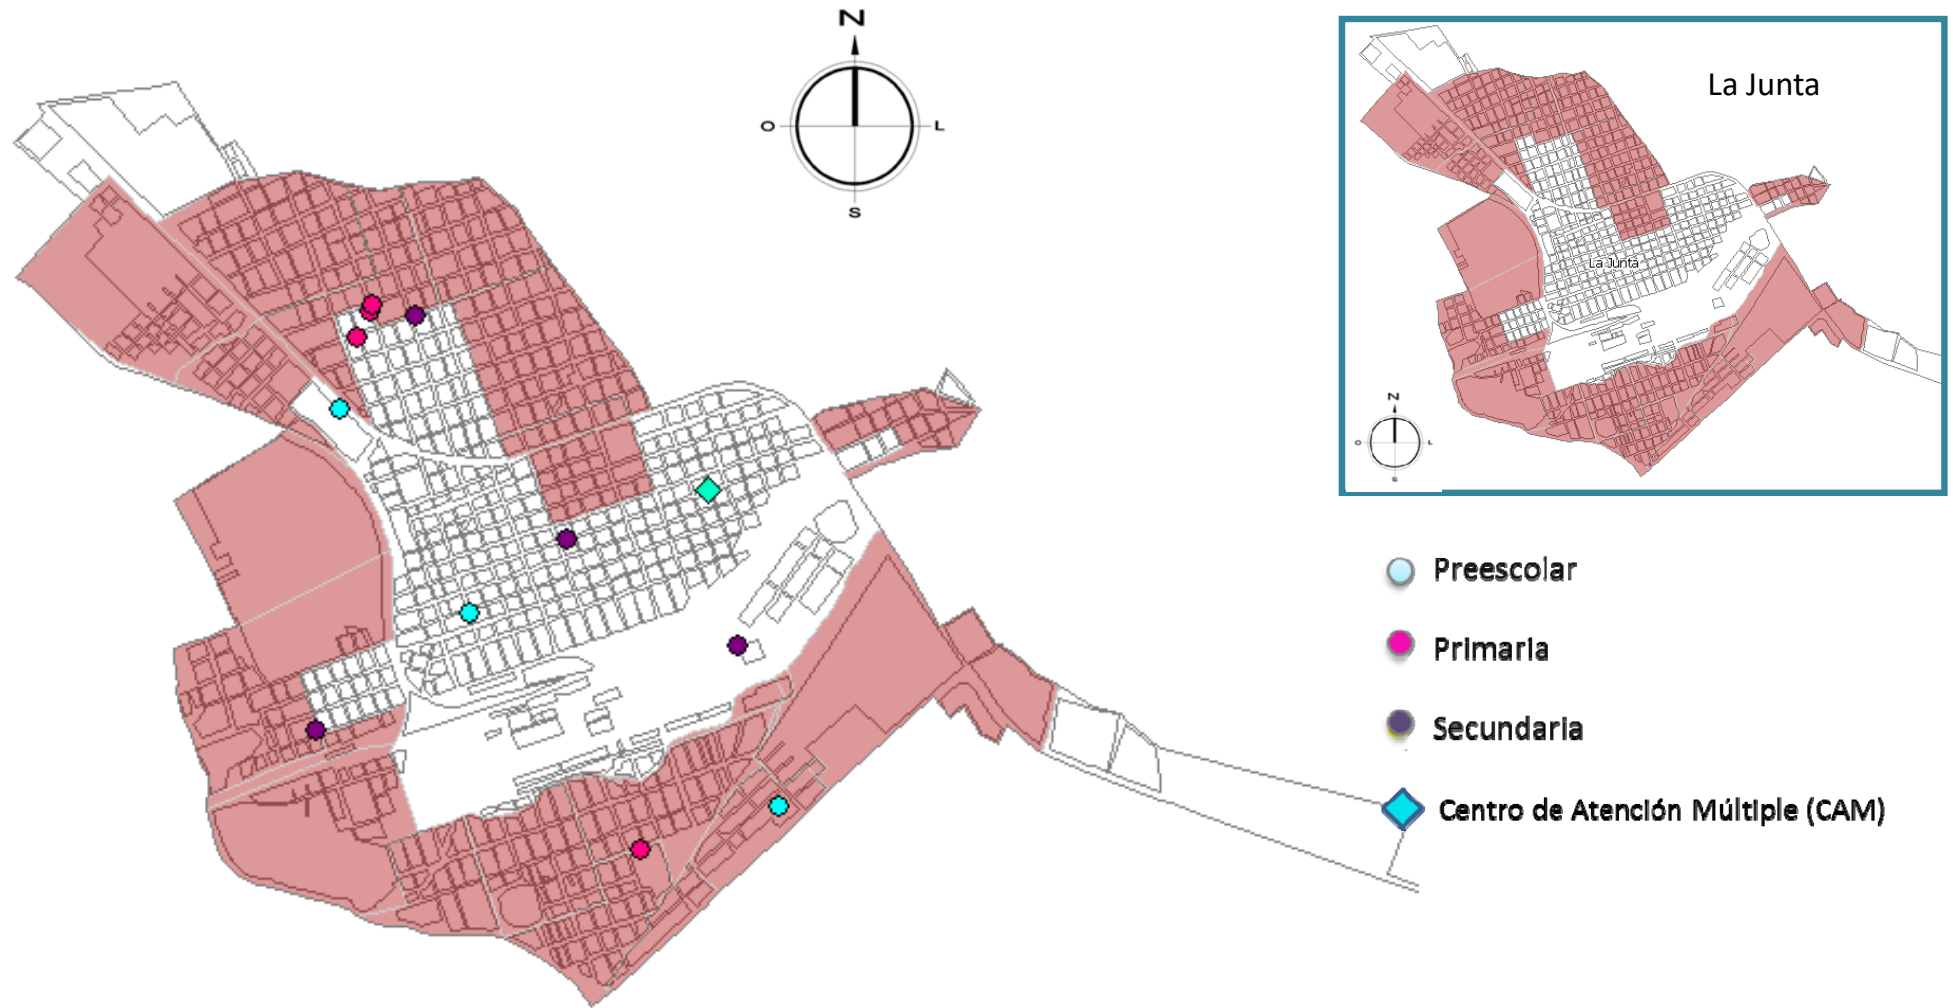 N
O
L
S
La Junta
La Junta
N
O
L
S
Preescolar
Primaria
Secundaria
Centro de Atención Múltiple (CAM)